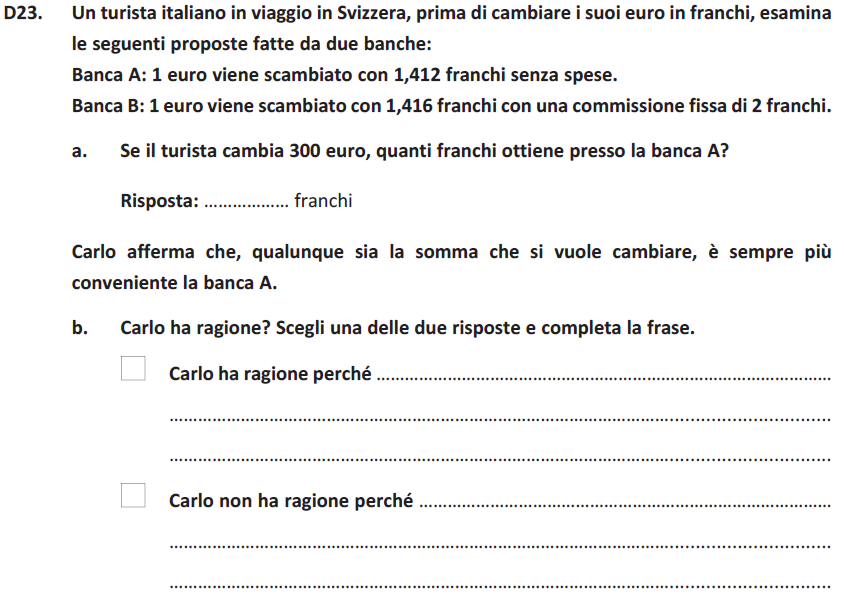 D23. Un turista italiano in viaggio in Svizzera, prima di cambiare i suoi euro in franchi, esamina
le seguenti proposte fatte da due banche:
Banca A: 1 euro viene scambiato con 1,412 franchi senza spese.
Banca B: 1 euro viene scambiato con 1,416 franchi con una commissione fissa di 2 franchi.
a. Se il turista cambia 300 euro, quanti franchi ottiene presso la banca A?
Risposta: .................. franchi
Carlo afferma che, qualunque sia la somma che si vuole cambiare, è sempre più
conveniente la banca A.
b. Carlo ha ragione? Scegli una delle due risposte e completa la frase.
Carlo ha ragione perché ................................................................................................
............................................................................................................................................
............................................................................................................................................
Carlo non ha ragione perché .......................................................................................
............................................................................................................................................
............................................................................................................................................